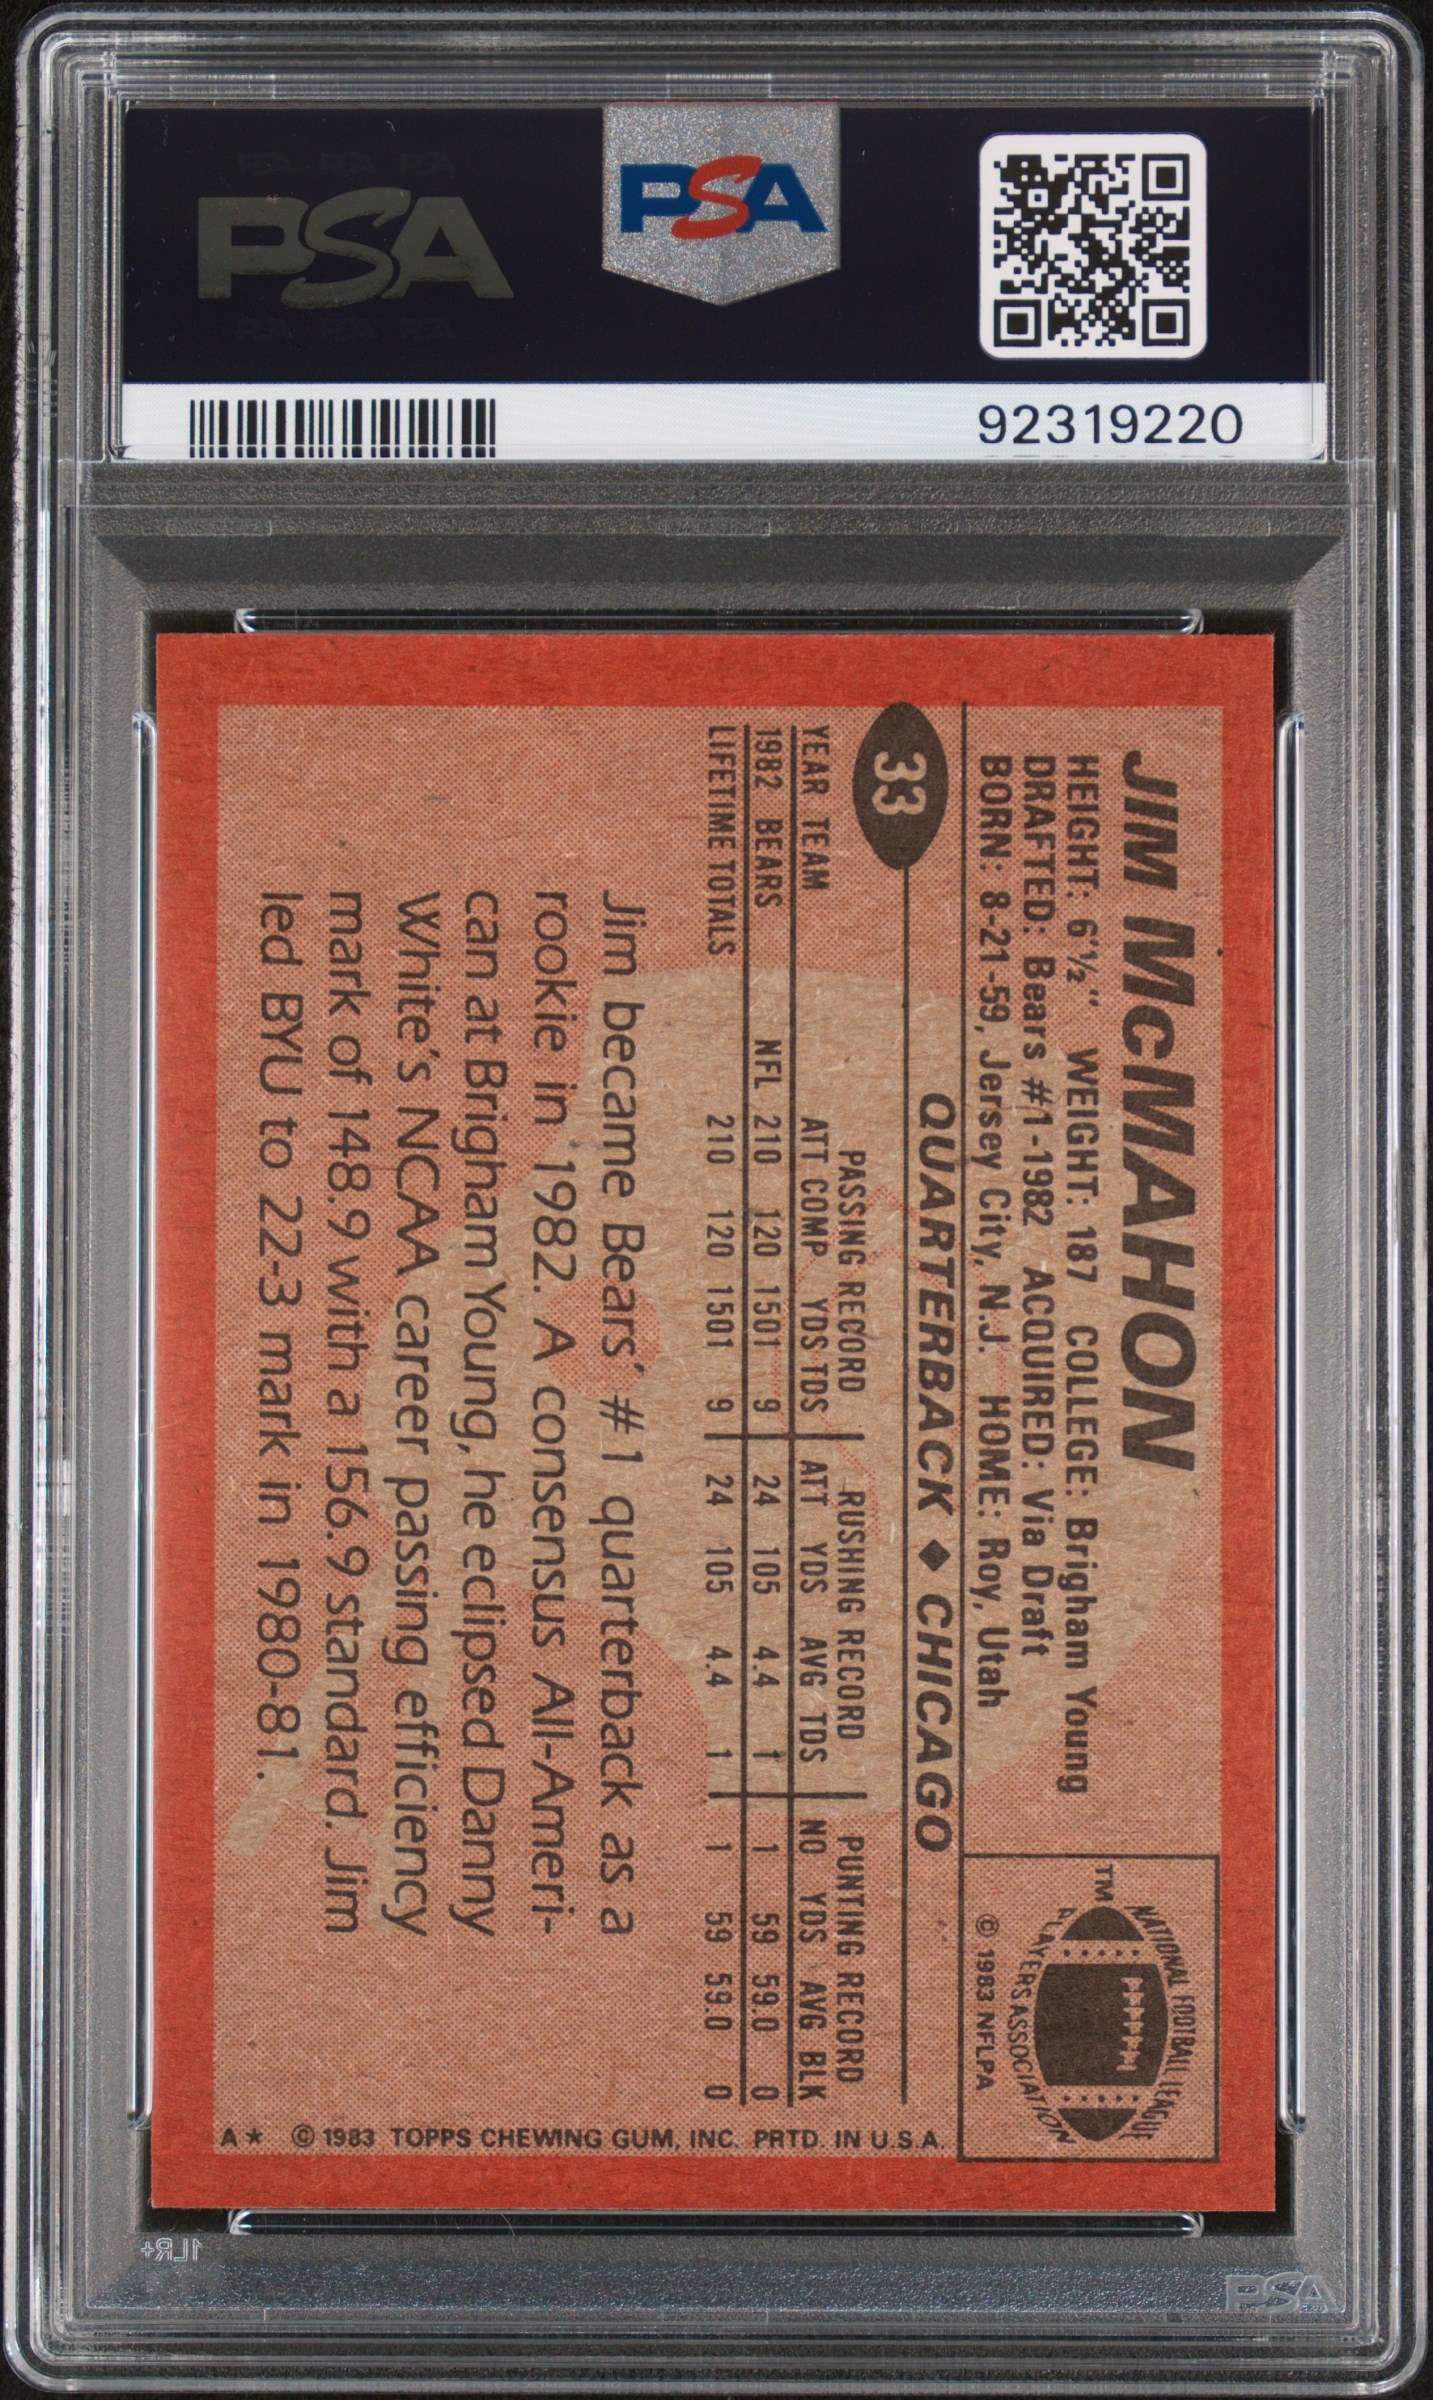 PSA
PSA
92319220
JIM McMAHON
HEIGHT: 6'1½" WEIGHT: 187 COLLEGE: Brigham Young
DRAFTED: Bears #1-1982 ACQUIRED: Via Draft
BORN: 8-21-59, Jersey City, N.J. HOME: Roy, Utah
NATIONAL FOOTBALL LEAGUE
PLAYERS ASSOCIATION
TM
© 1983 NFLPA
33
QUARTERBACK ◆ CHICAGO
PASSING RECORD RUSHING RECORD PUNTING RECORD
YEAR TEAM ATT COMP YDS TDS ATT YDS AVG TDS NO YDS AVG BLK
1982 BEARS NFL 210 120 1501 9 24 105 4.4 1 1 59 59.0 0
LIFETIME TOTALS 210 120 1501 9 24 105 4.4 1 1 59 59.0 0
Jim became Bears' #1 quarterback as a
rookie in 1982. A consensus All-Ameri-
can at Brigham Young, he eclipsed Danny
White's NCAA career passing efficiency
mark of 148.9 with a 156.9 standard. Jim
led BYU to 22-3 mark in 1980-81.
A★ © 1983 TOPPS CHEWING GUM, INC. PRTD. IN U.S.A.
1LR+
PSA